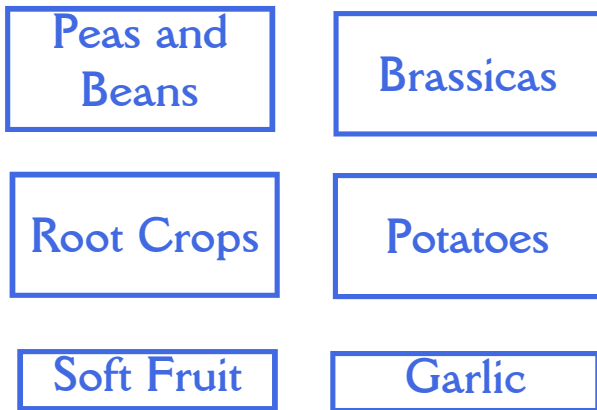 Peas and
Beans
Brassicas
Root Crops
Potatoes
Soft Fruit
Garlic